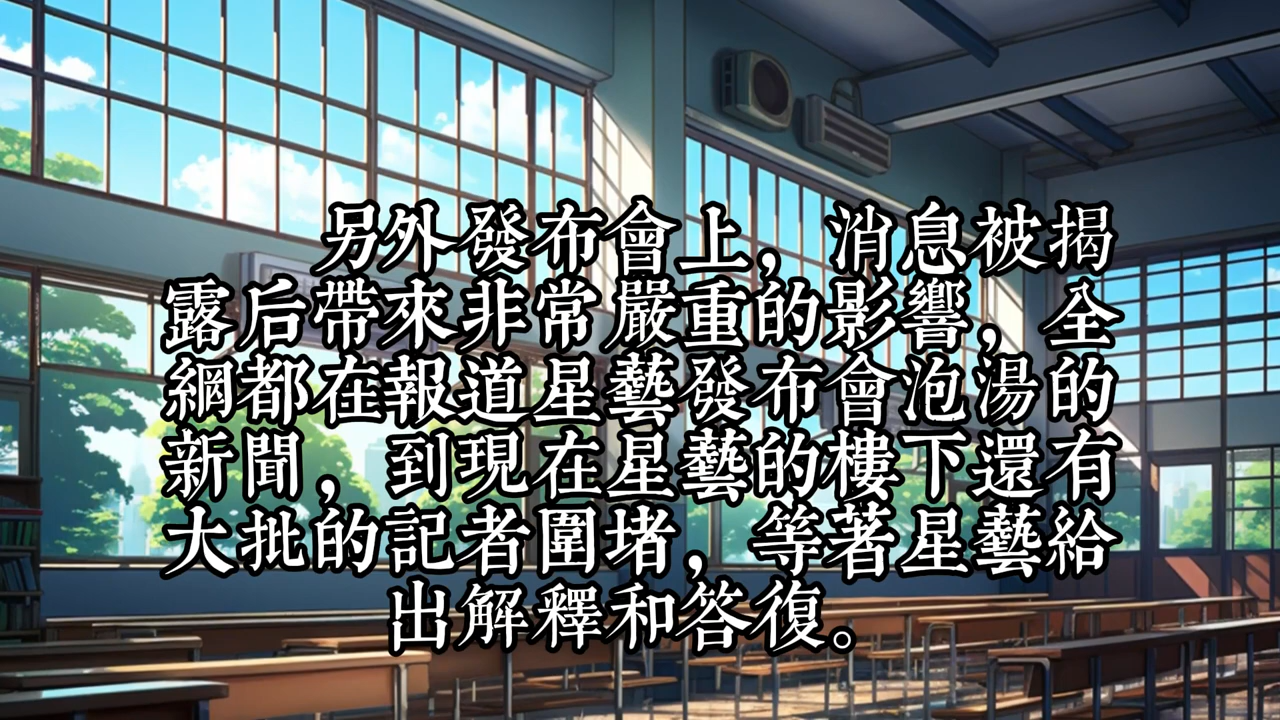 另外發布會上，消息被揭
露后帶來非常嚴重的影響，全
網都在報道星藝發布會泡湯的
新聞，到現在星藝的樓下還有
大批的記者圍堵，等著星藝給
出解釋和答復。